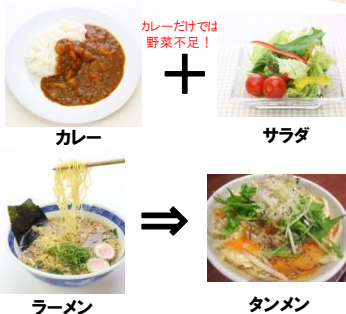 カレーだけでは
野菜不足！
カレー
サラダ
ラーメン
タンメン